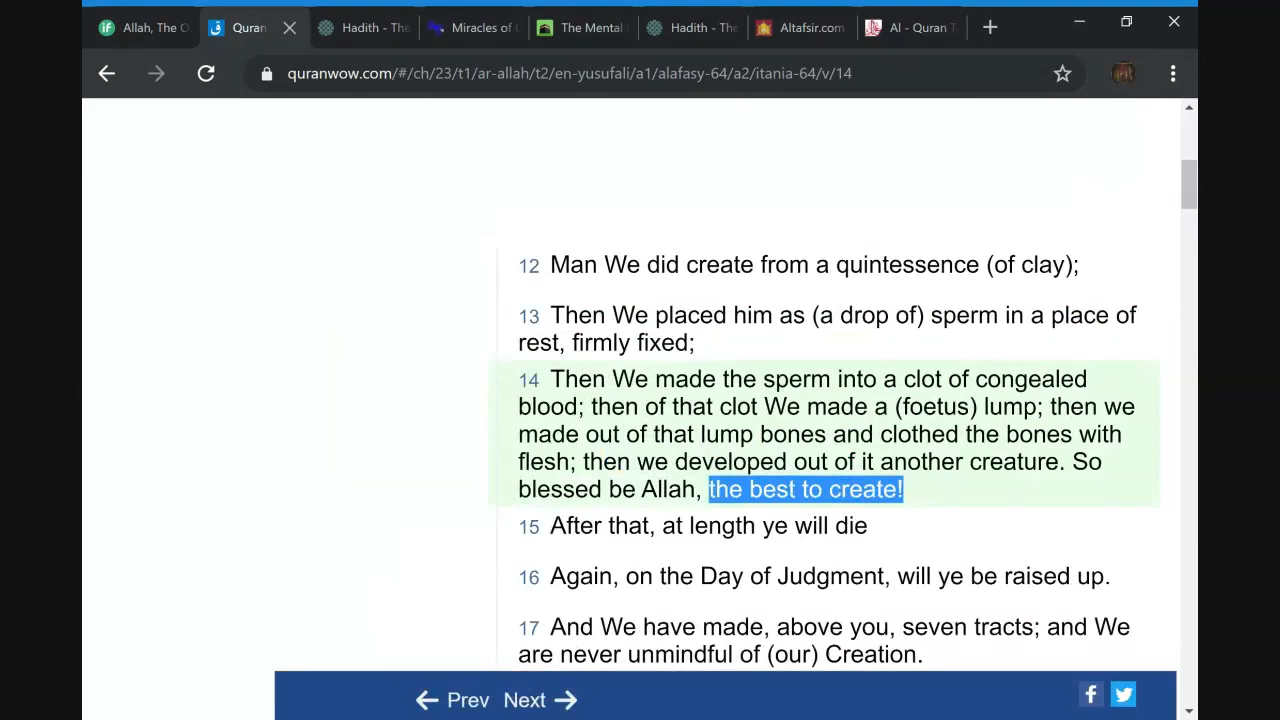 Allah, The O
Quran
Hadith - The
Miracles of
The Mental
Hadith - The
Altafsir.com
Al - Quran T
quranwow.com/#/ch/23/t1/ar-allah/t2/en-yusufali/a1/alafasy-64/a2/itania-64/v/14
12 Man We did create from a quintessence (of clay);
13 Then We placed him as (a drop of) sperm in a place of
rest, firmly fixed;
14 Then We made the sperm into a clot of congealed
blood; then of that clot We made a (foetus) lump; then we
made out of that lump bones and clothed the bones with
flesh; then we developed out of it another creature. So
blessed be Allah, the best to create!
15 After that, at length ye will die
16 Again, on the Day of Judgment, will ye be raised up.
17 And We have made, above you, seven tracts; and We
are never unmindful of (our) Creation.
Prev Next